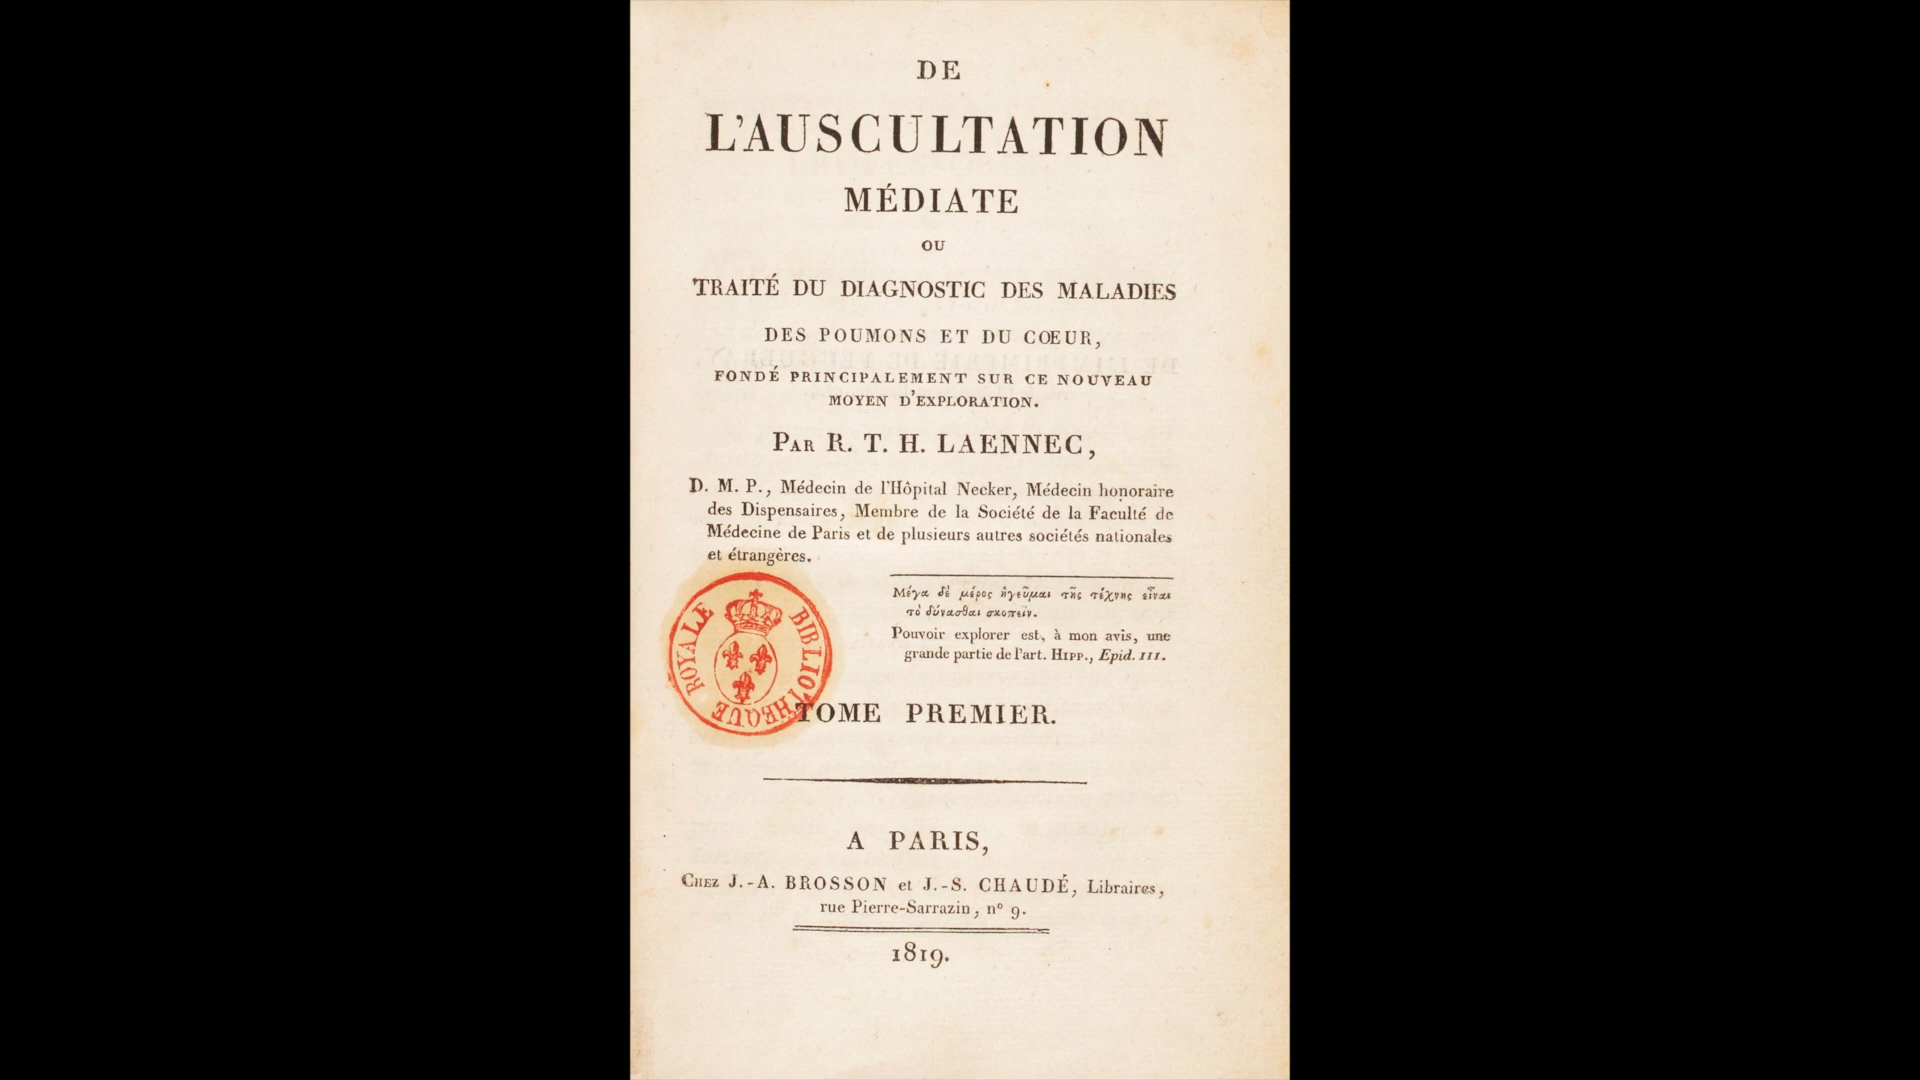 DE
L'AUSCULTATION
MÉDIATE
OU
TRAITÉ DU DIAGNOSTIC DES MALADIES
DES POUMONS ET DU CŒUR,
FONDÉ PRINCIPALEMENT SUR CE NOUVEAU
MOYEN D'EXPLORATION.
PAR R. T. H. LAENNEC,
D. M. P., Médecin de l'Hôpital Necker, Médecin honoraire
des Dispensaires, Membre de la Société de la Faculté de
Médecine de Paris et de plusieurs autres sociétés nationales
et étrangères.
Μέγα δὲ μέρος ἡγεῦμαι τῆς τέχνης εἶναι
τὸ δύνασθαι σκοπεῖν.
Pouvoir explorer est, à mon avis, une
grande partie de l'art. HIPP., Epid. III.
BIBLIOTHEQUE ROYALE
TOME PREMIER.
A PARIS,
CHEZ J.-A. BROSSON et J.-S. CHAUDÉ, Libraires,
rue Pierre-Sarrazin, n° 9.
1819.